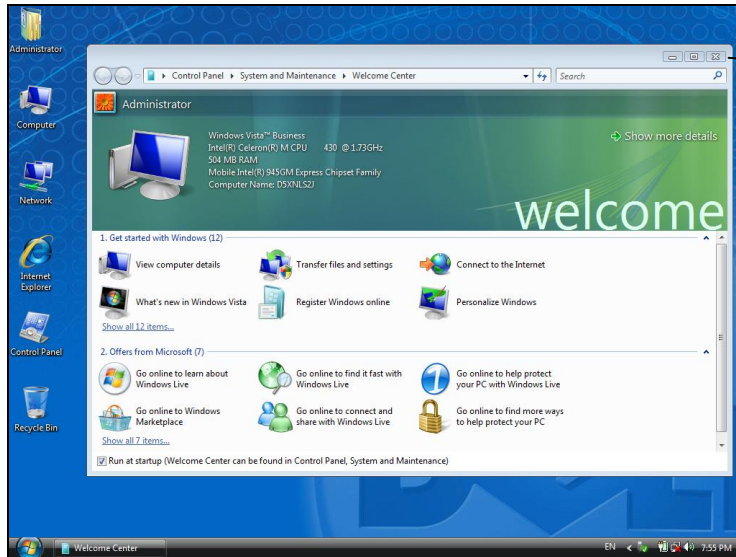 Administrator
Computer
Network
Internet
Explorer
Control Panel
Recycle Bin
Control Panel ▸ System and Maintenance ▸ Welcome Center
Search
Administrator
Windows Vista™ Business
Intel(R) Celeron(R) M CPU 430 @ 1.73GHz
504 MB RAM
Mobile Intel(R) 945GM Express Chipset Family
Computer Name: D5XNLS2J
Show more details
welcome
1. Get started with Windows (12)
View computer details
Transfer files and settings
Connect to the Internet
What's new in Windows Vista
Register Windows online
Personalize Windows
Show all 12 items...
2. Offers from Microsoft (7)
Go online to learn about
Windows Live
Go online to find it fast with
Windows Live
Go online to help protect
your PC with Windows Live
Go online to Windows
Marketplace
Go online to connect and
share with Windows Live
Go online to find more ways
to help protect your PC
Show all 7 items...
Run at startup (Welcome Center can be found in Control Panel, System and Maintenance)
Welcome Center
EN
7:55 PM